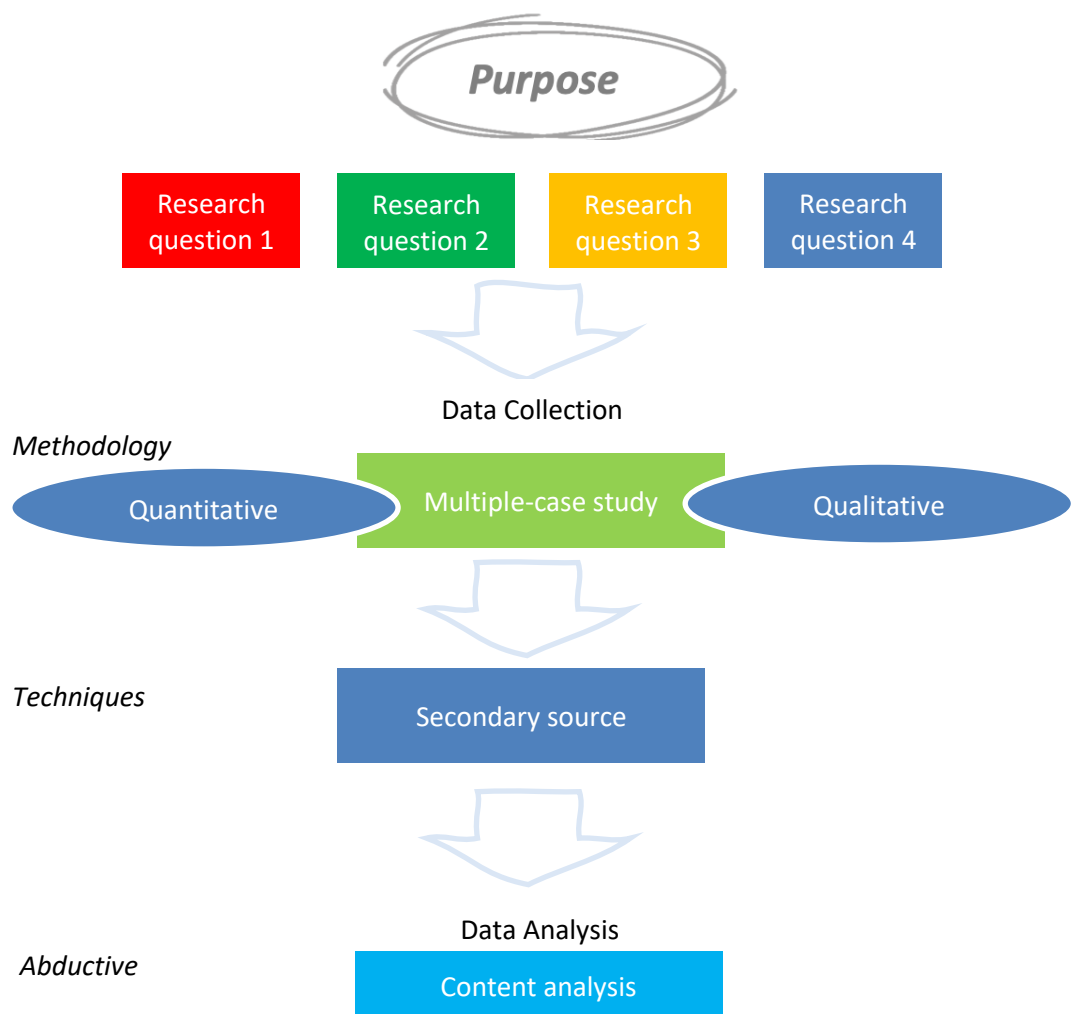 Purpose
Research
question 1
Research
question 2
Research
question 3
Research
question 4
Data Collection
Methodology
Quantitative
Multiple-case study
Qualitative
Techniques
Secondary source
Data Analysis
Abductive
Content analysis